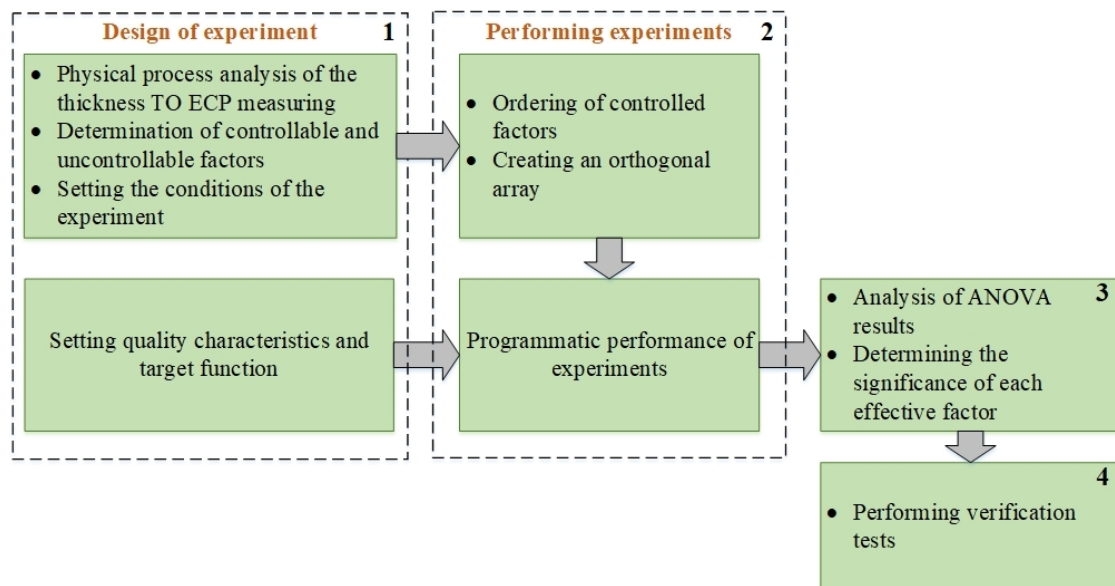 Design of experiment 1
• Physical process analysis of the
thickness TO ECP measuring
• Determination of controllable and
uncontrollable factors
• Setting the conditions of the
experiment
Setting quality characteristics and
target function
Performing experiments 2
• Ordering of controlled
factors
• Creating an orthogonal
array
Programmatic performance of
experiments
3
• Analysis of ANOVA
results
• Determining the
significance of each
effective factor
4
• Performing verification
tests